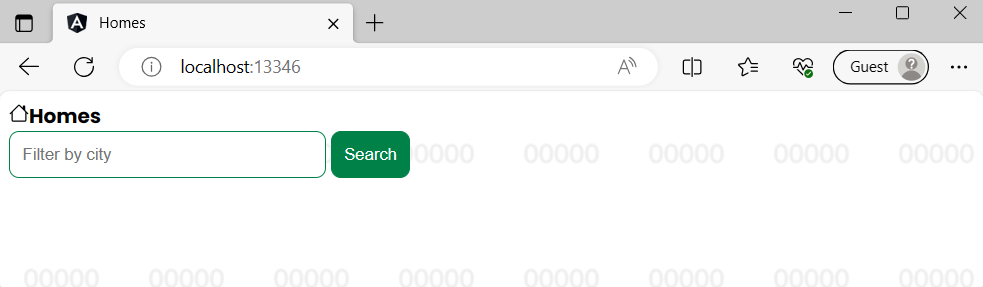 Homes
localhost:13346
Guest
Homes
Filter by city
Search
00000 00000 00000 00000 00000
00000 00000 00000 00000 00000 00000 00000 00000